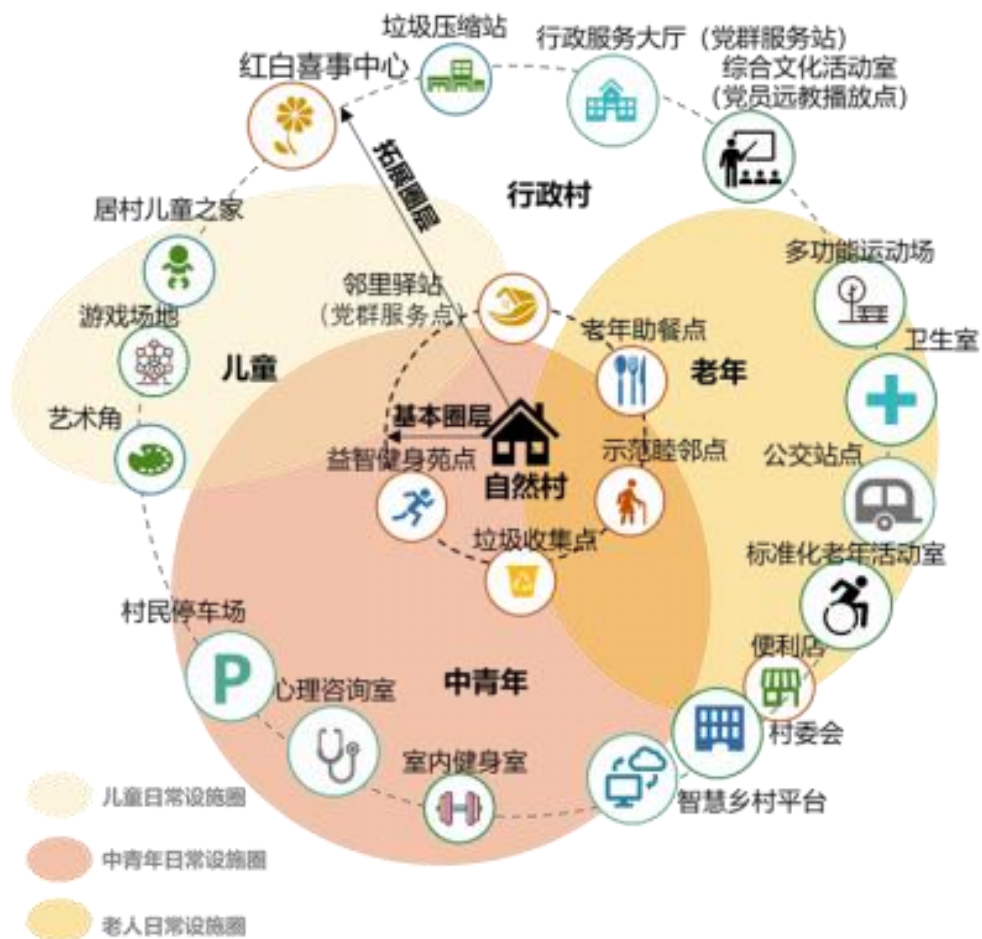 垃圾压缩站
行政服务大厅（党群服务站）
红白喜事中心
综合文化活动室
（党员远教播放点）
拓展圈层
行政村
居村儿童之家
多功能运动场
邻里驿站
（党群服务点）
游戏场地
老年助餐点
卫生室
儿童
老年
艺术角
基本圈层
益智健身苑点
示范睦邻点
公交站点
自然村
垃圾收集点
标准化老年活动室
村民停车场
便利店
P
心理咨询室
中青年
村委会
室内健身室
智慧乡村平台
儿童日常设施圈
中青年日常设施圈
老人日常设施圈